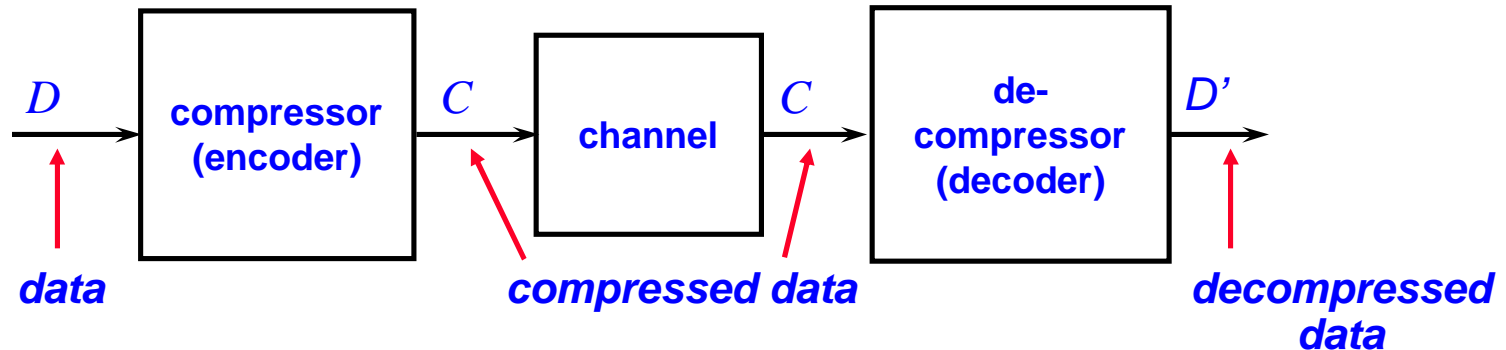 D
compressor
(encoder)
C
channel
C
de-
compressor
(decoder)
D’
data
compressed data
decompressed
data